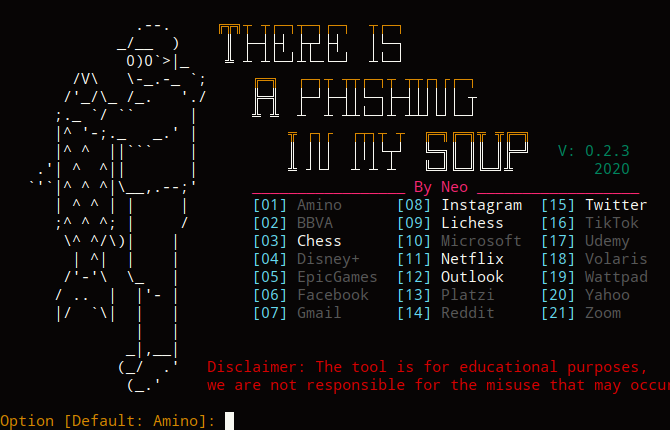 THERE IS
A PHISHING
IN MY SOUP
V: 0.2.3
2020
By Neo
[01] Amino [08] Instagram [15] Twitter
[02] BBVA [09] Lichess [16] TikTok
[03] Chess [10] Microsoft [17] Udemy
[04] Disney+ [11] Netflix [18] Volaris
[05] EpicGames [12] Outlook [19] Wattpad
[06] Facebook [13] Platzi [20] Yahoo
[07] Gmail [14] Reddit [21] Zoom
Disclaimer: The tool is for educational purposes,
we are not responsible for the misuse that may occur
Option [Default: Amino]: